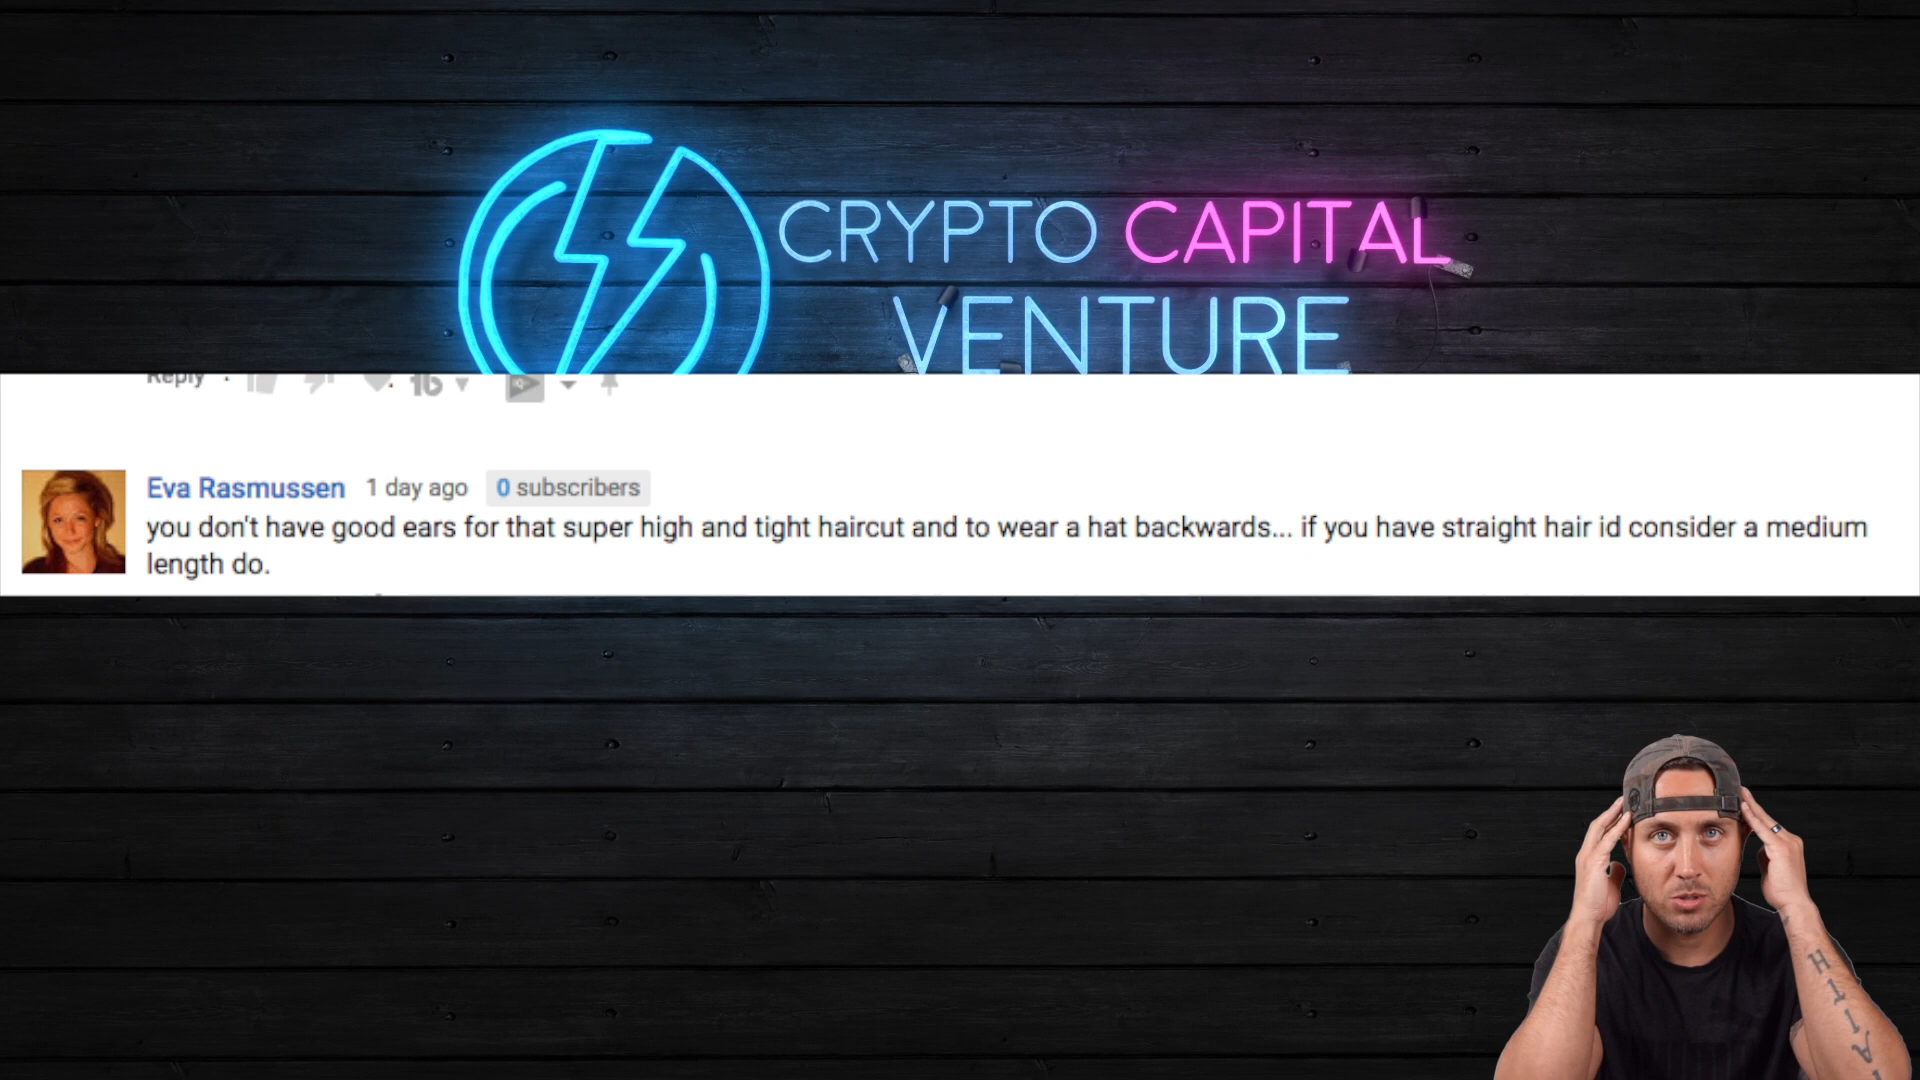 CRYPTO CAPITAL
VENTURE
Reply
Eva Rasmussen 1 day ago 0 subscribers
you don't have good ears for that super high and tight haircut and to wear a hat backwards... if you have straight hair id consider a medium
length do.